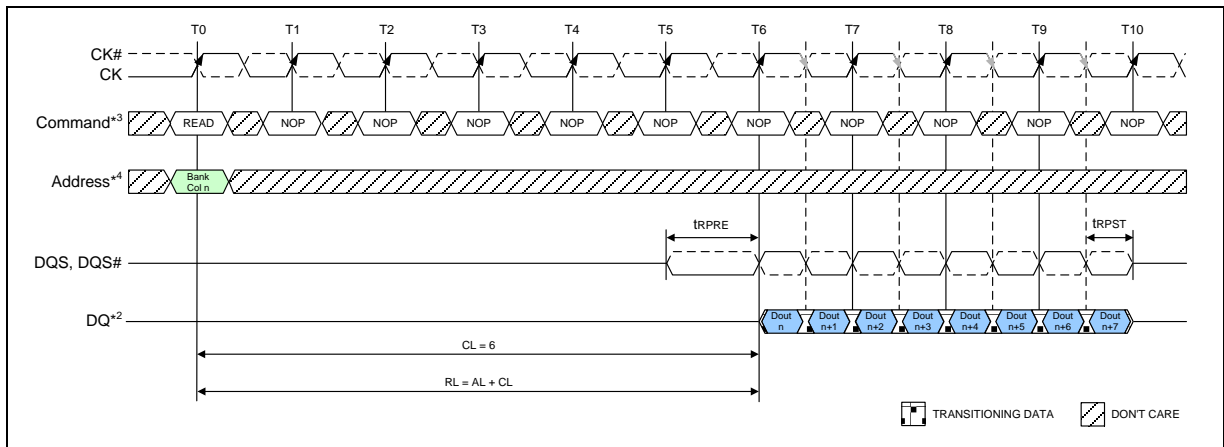 T0 T1 T2 T3 T4 T5 T6 T7 T8 T9 T10
CK#
CK
Command*3 READ NOP NOP NOP NOP NOP NOP NOP NOP NOP NOP
Address*4 Bank
Col n
tRPRE tRPST
DQS, DQS#
DQ*2
Dout Dout Dout Dout Dout Dout Dout Dout
n n+1 n+2 n+3 n+4 n+5 n+6 n+7
CL = 6
RL = AL + CL
TRANSITIONING DATA DON'T CARE